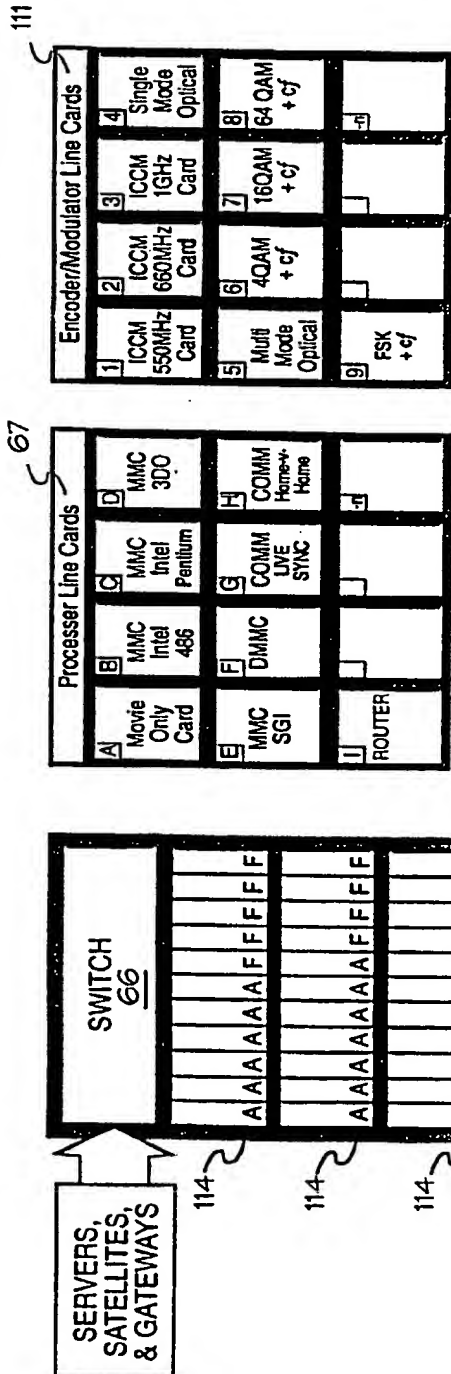 SERVERS,
SATELLITES,
& GATEWAYS
SWITCH
66
114
A A A A A A F F F F F
114
A A A A A A A F F F F
114
67
Processer Line Cards
A
Movie
Only
Card
B
MMC
Intel
486
C
MMC
Intel
Pentium
D
MMC
3DO
E
MMC
SGI
F
DMMC
G
COMM
LIVE
SYNC
H
COMM
Home-v-
Home
I
ROUTER
-n
111
Encoder/Modulator Line Cards
1
ICCM
550MHz
Card
2
ICCM
660MHz
Card
3
ICCM
1GHz
Card
4
Single
Mode
Optical
5
Multi
Mode
Optical
6
4QAM
+ cf
7
16QAM
+ cf
8
64 QAM
+ cf
9
FSK
+ cf
-n